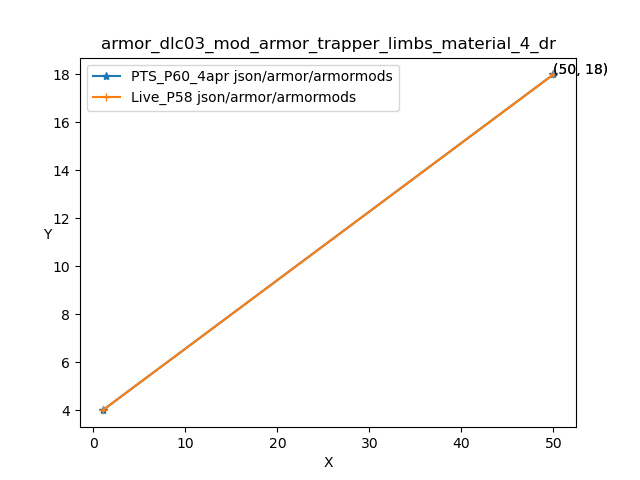 armor_dlc03_mod_armor_trapper_limbs_material_4_dr
PTS_P60_4apr json/armor/armormods
Live_P58 json/armor/armormods
(50, 18)
18
16
14
12
Y
10
8
6
4
0 10 20 30 40 50
X